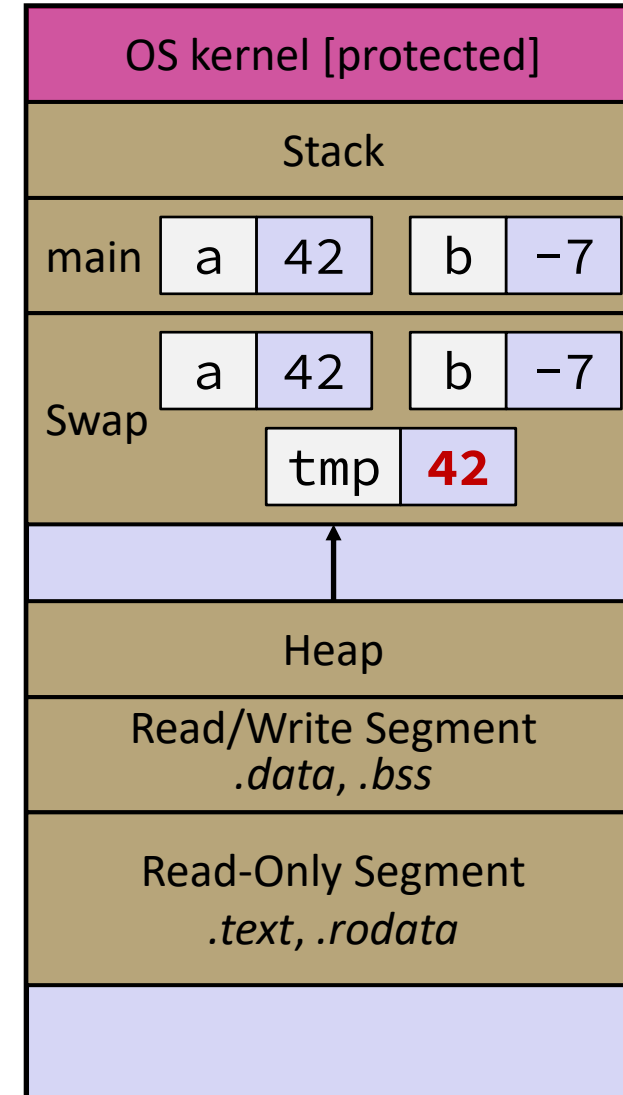 OS kernel [protected]
Stack
main a 42 b -7
a 42 b -7
Swap
tmp 42
Heap
Read/Write Segment
.data, .bss
Read-Only Segment
.text, .rodata